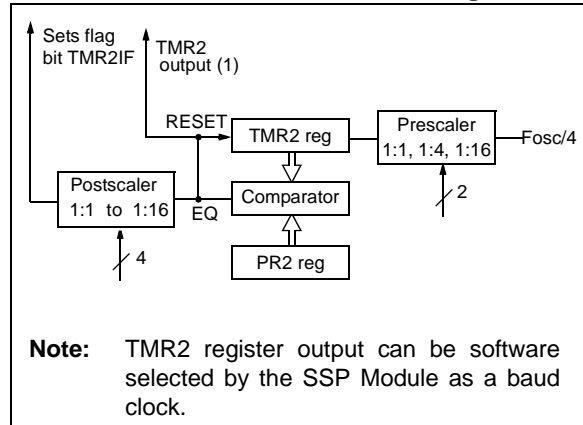 Sets flag
bit TMR2IF
TMR2
output (1)
RESET
TMR2 reg
Prescaler
1:1, 1:4, 1:16
Fosc/4
2
Postscaler
1:1 to 1:16
EQ
Comparator
4
PR2 reg
Note: TMR2 register output can be software
selected by the SSP Module as a baud
clock.